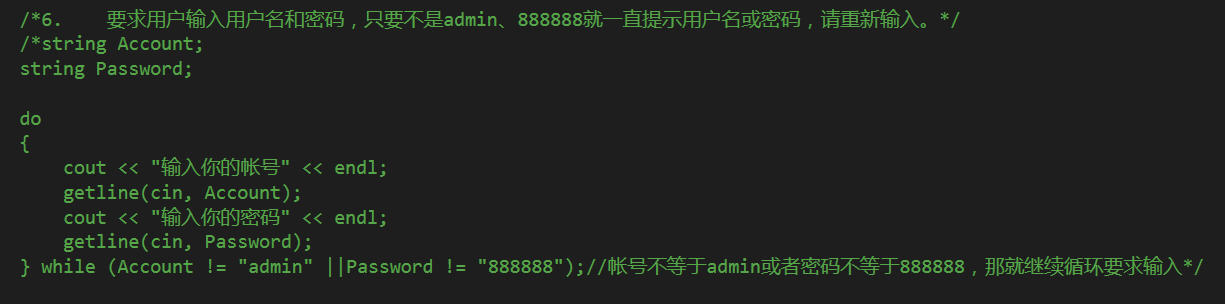 /*6.    要求用户输入用户名和密码，只要不是admin、888888就一直提示用户名或密码，请重新输入。*/
/*string Account;
string Password;
do
{
    cout << "输入你的帐号" << endl;
    getline(cin, Account);
    cout << "输入你的密码" << endl;
    getline(cin, Password);
} while (Account != "admin" ||Password != "888888");//帐号不等于admin或者密码不等于888888，那就继续循环要求输入*/